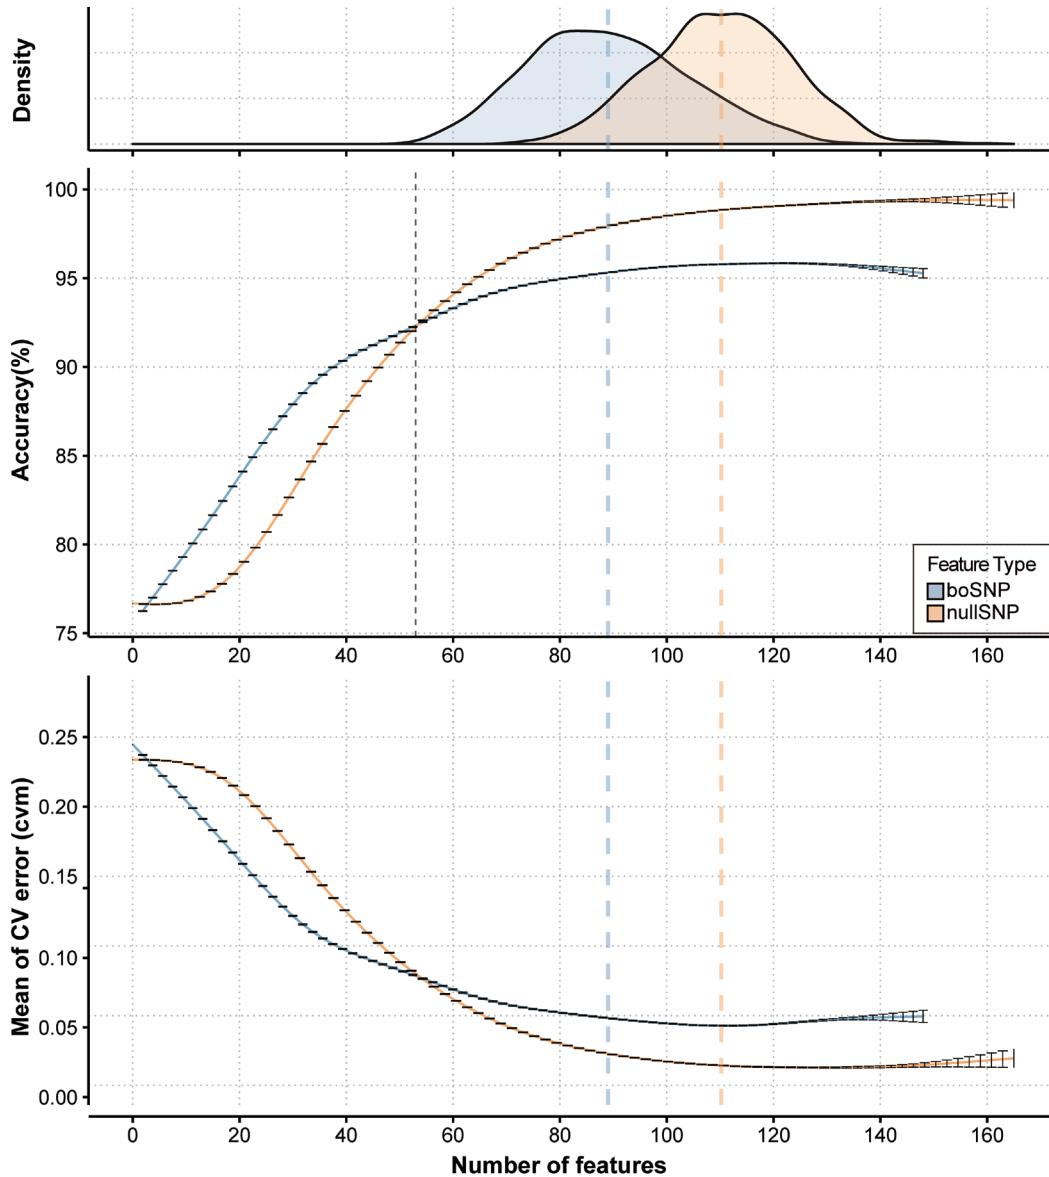 Density
Accuracy(%)
100
95
90
85
80
75
Feature Type
boSNP
nullSNP
0 20 40 60 80 100 120 140 160
Mean of CV error (cvm)
0.25
0.20
0.15
0.10
0.05
0.00
0 20 40 60 80 100 120 140 160
Number of features